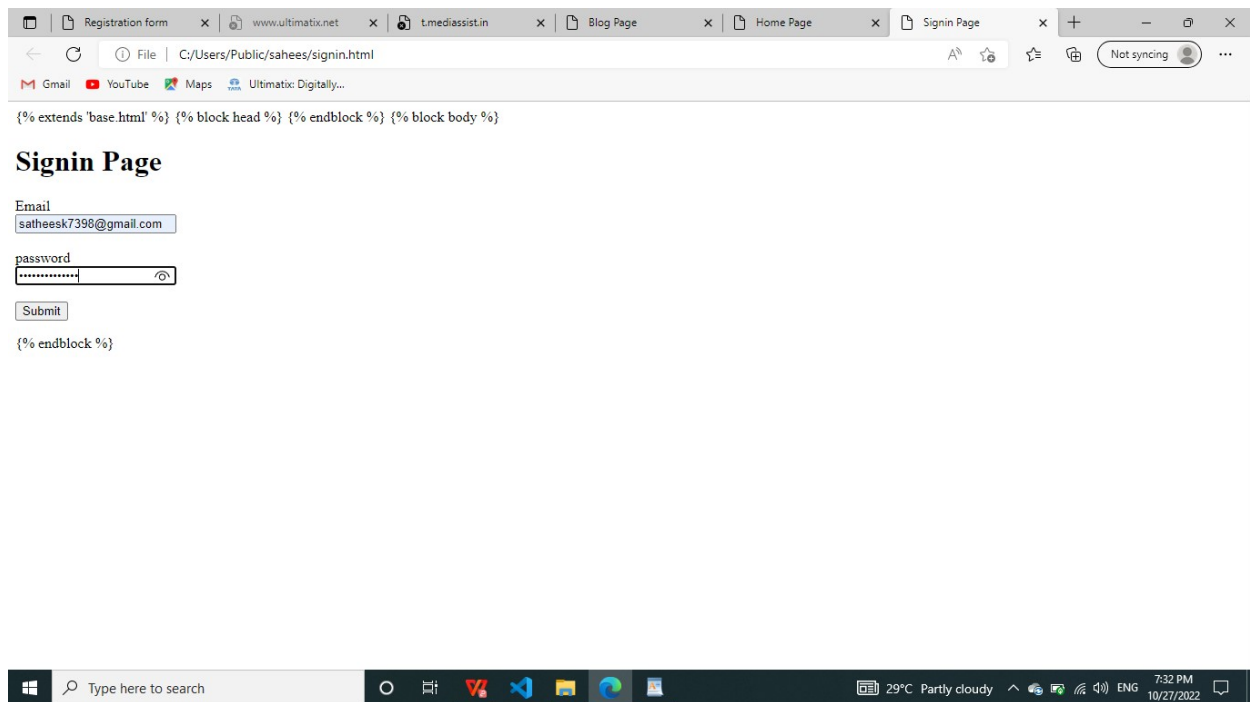 Registration form www.ultimatix.net t.mediassist.in Blog Page Home Page Signin Page
File C:/Users/Public/sahees/signin.html Not syncing
Gmail YouTube Maps Ultimatix: Digitally...
{% extends 'base.html' %} {% block head %} {% endblock %} {% block body %}
Signin Page
Email
satheesk7398@gmail.com
password
••••••••••••••
Submit
{% endblock %}
Type here to search 29°C Partly cloudy ENG 7:32 PM
10/27/2022